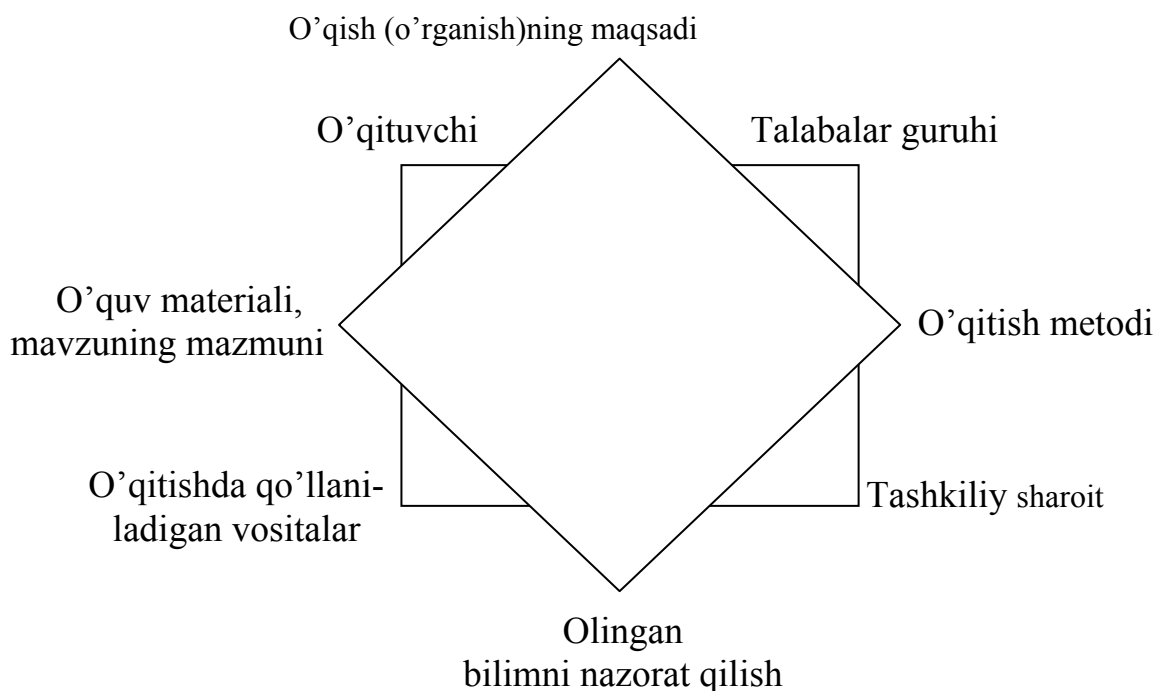 O’qish (o’rganish)ning maqsadi
O’qituvchi
Talabalar guruhi
O’quv materiali,
mavzuning mazmuni
O’qitish metodi
O’qitishda qo’llani-
ladigan vositalar
Tashkiliy sharoit
Olingan
bilimni nazorat qilish